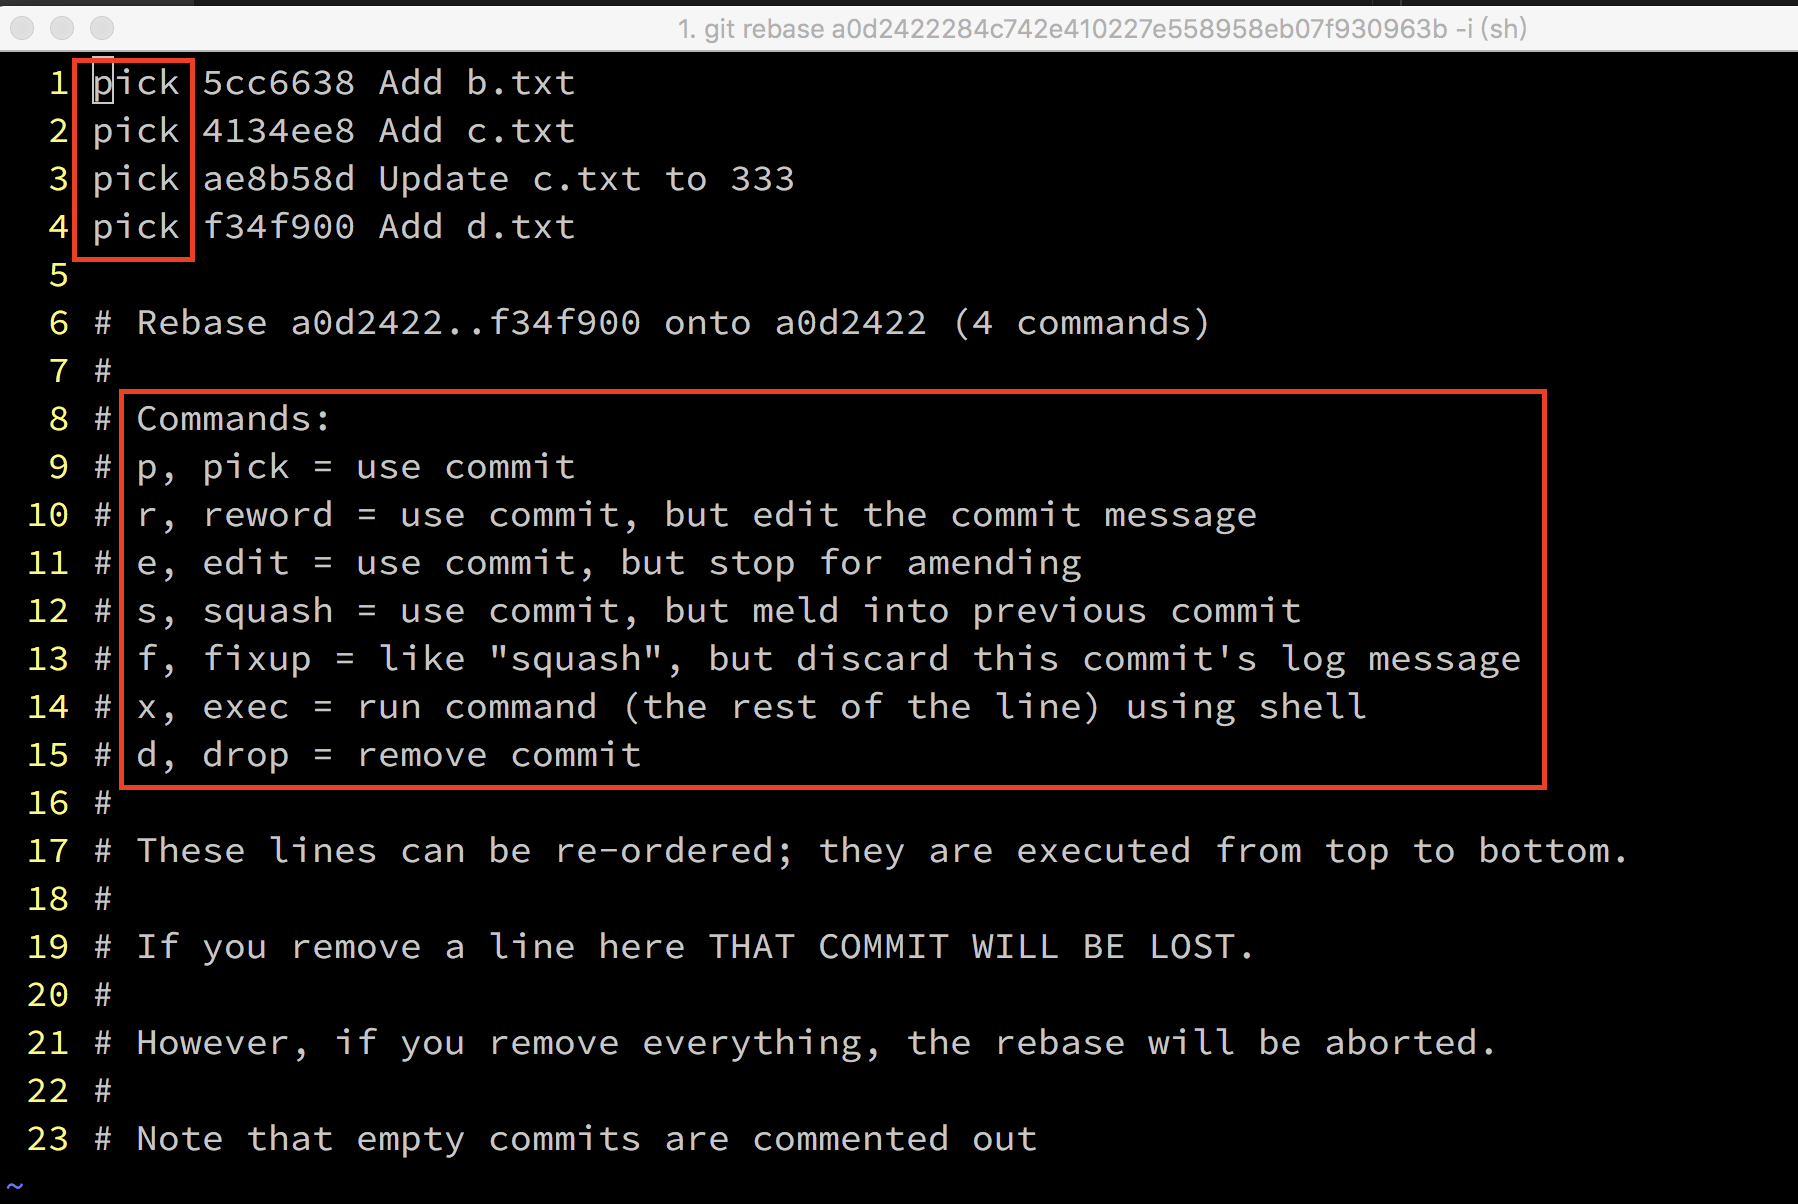 1. git rebase a0d2422284c742e410227e558958eb07f930963b -i (sh)
1 pick 5cc6638 Add b.txt
2 pick 4134ee8 Add c.txt
3 pick ae8b58d Update c.txt to 333
4 pick f34f900 Add d.txt
5
6 # Rebase a0d2422..f34f900 onto a0d2422 (4 commands)
7 #
8 # Commands:
9 # p, pick = use commit
10 # r, reword = use commit, but edit the commit message
11 # e, edit = use commit, but stop for amending
12 # s, squash = use commit, but meld into previous commit
13 # f, fixup = like "squash", but discard this commit's log message
14 # x, exec = run command (the rest of the line) using shell
15 # d, drop = remove commit
16 #
17 # These lines can be re-ordered; they are executed from top to bottom.
18 #
19 # If you remove a line here THAT COMMIT WILL BE LOST.
20 #
21 # However, if you remove everything, the rebase will be aborted.
22 #
23 # Note that empty commits are commented out
~